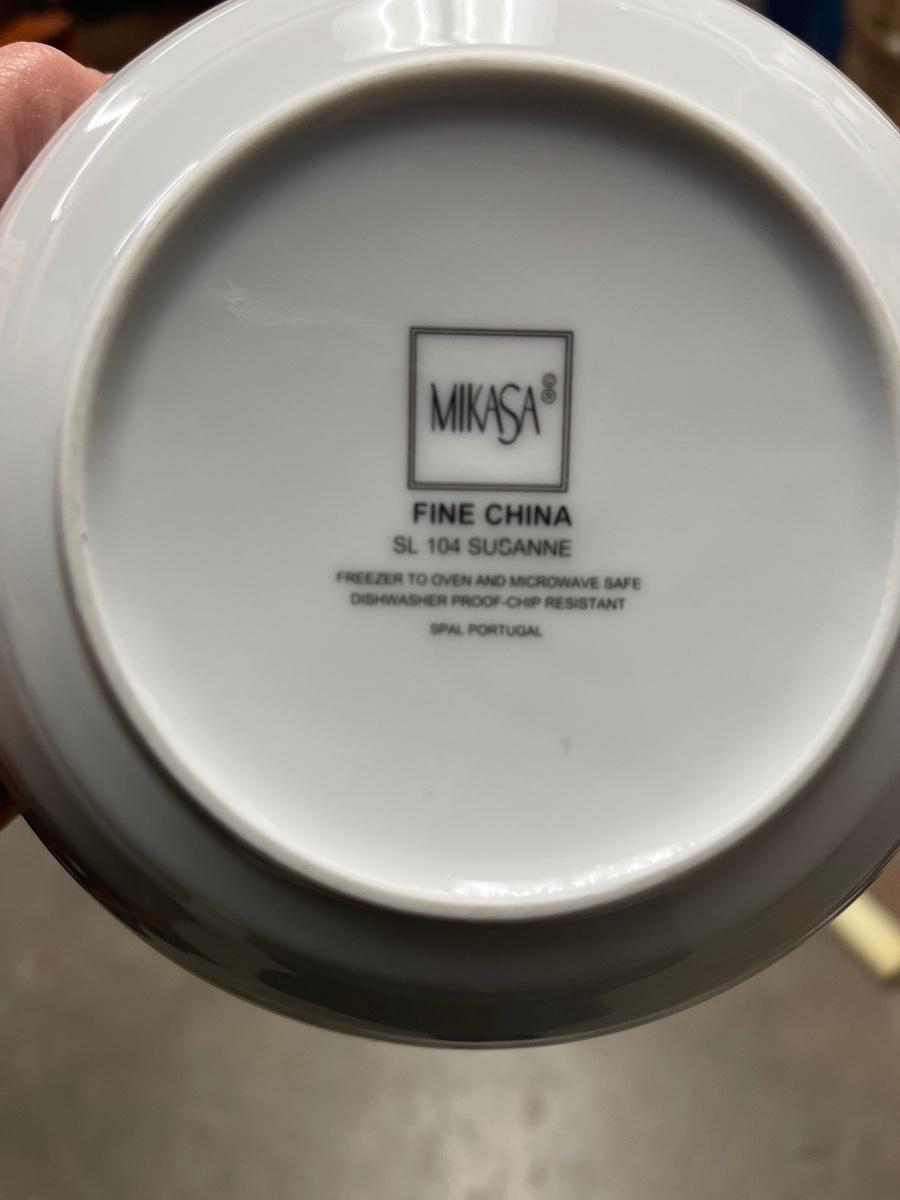 MIKASA ©®
FINE CHINA
SL 104 SUSANNE
FREEZER TO OVEN AND MICROWAVE SAFE
DISHWASHER PROOF-CHIP RESISTANT
SPAL PORTUGAL